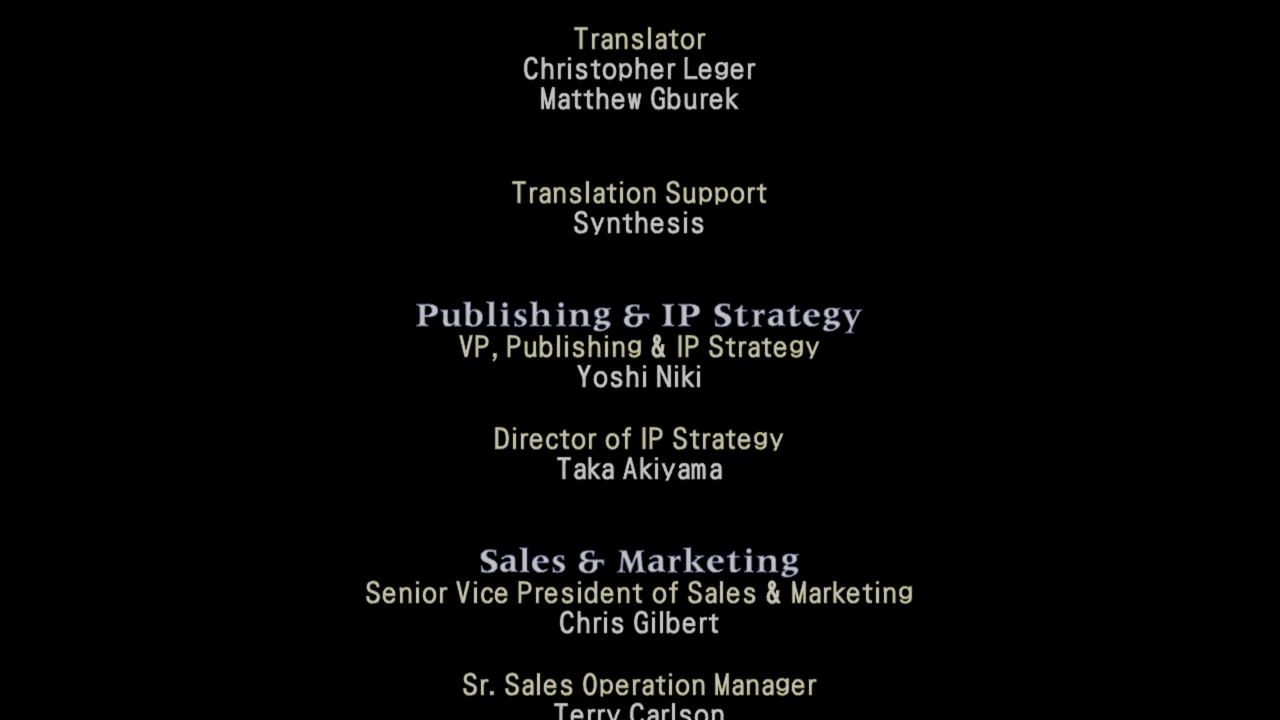 Translator
Christopher Leger
Matthew Gburek
Translation Support
Synthesis
Publishing & IP Strategy
VP, Publishing & IP Strategy
Yoshi Niki
Director of IP Strategy
Taka Akiyama
Sales & Marketing
Senior Vice President of Sales & Marketing
Chris Gilbert
Sr. Sales Operation Manager
Terry Carlson